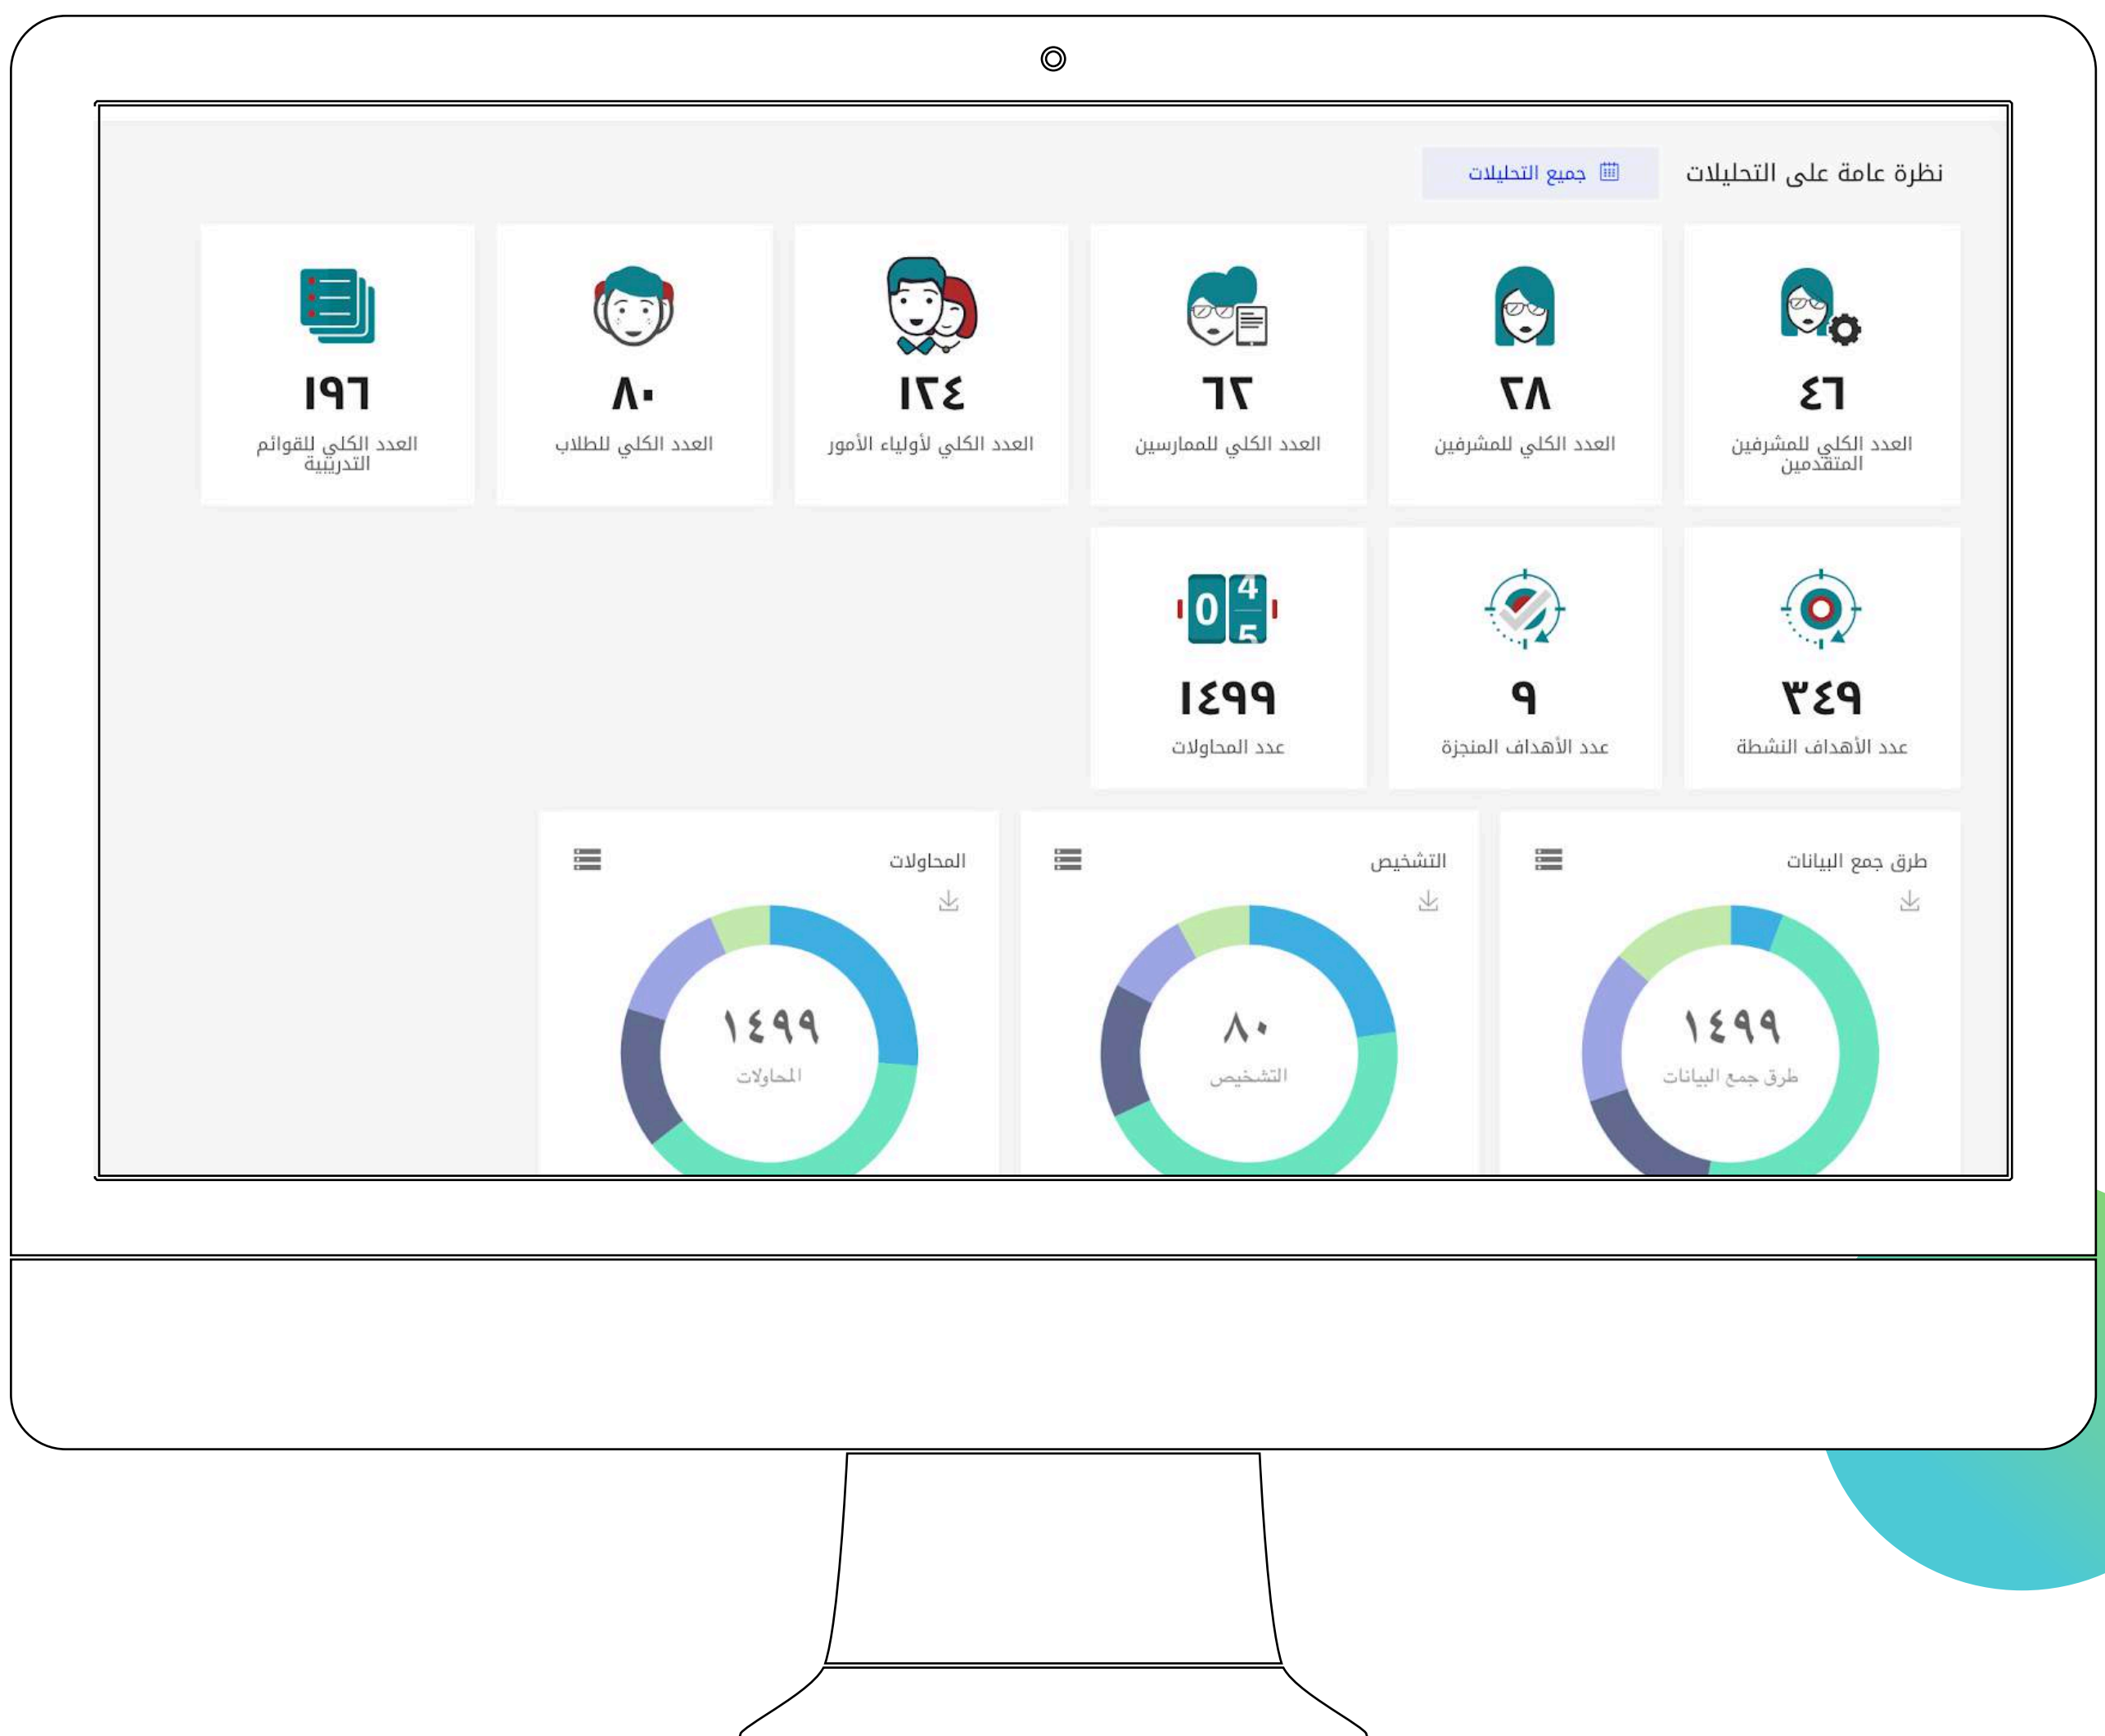 نظرة عامة على التحليلات
جميع التحليلات
٤٦
العدد الكلي للمشرفين
المتقدمين
٢٨
العدد الكلي للمشرفين
٦٢
العدد الكلي للممارسين
١٢٤
العدد الكلي لأولياء الأمور
٨٠
العدد الكلي للطلاب
١٩٦
العدد الكلي للقوائم
التدريبية
٣٤٩
عدد الأهداف النشطة
٩
عدد الأهداف المنجزة
0 4
5
١٤٩٩
عدد المحاولات
طرق جمع البيانات
١٤٩٩
طرق جمع البيانات
التشخيص
٨٠
التشخيص
المحاولات
١٤٩٩
المحاولات